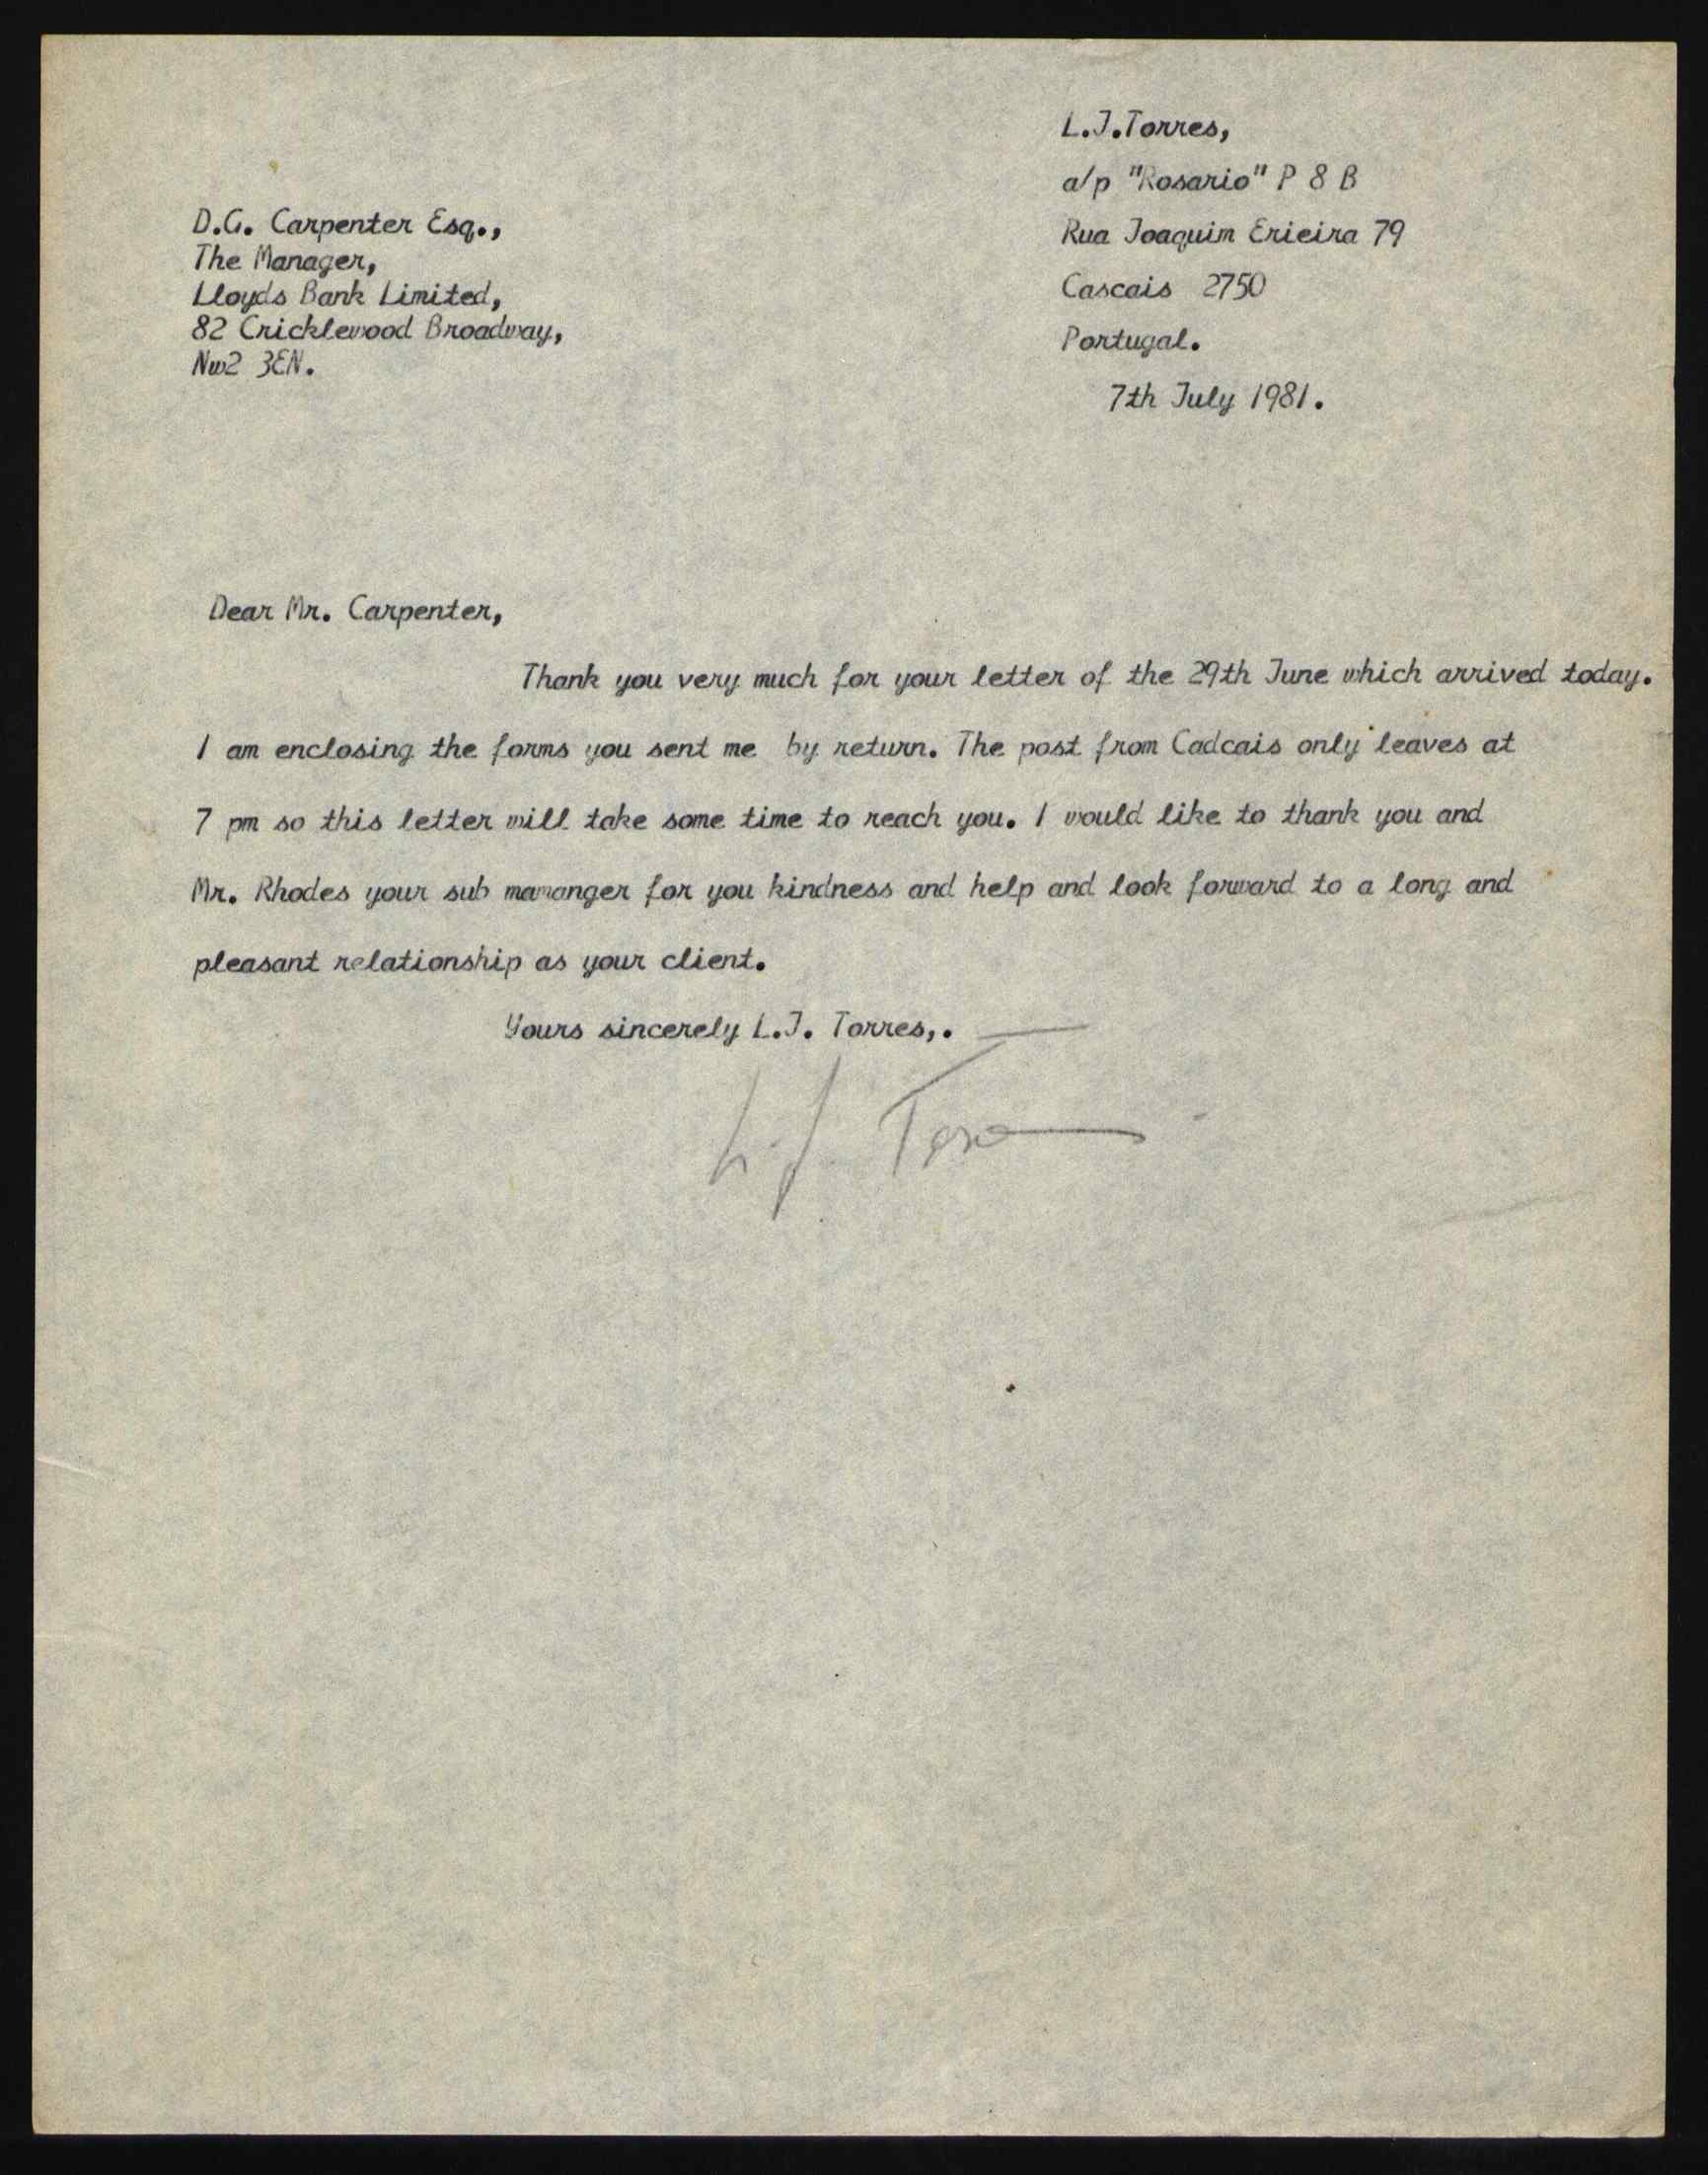 L.J.Torres,
a/p "Rosario" P 8 B
Rua Joaquim Erieira 79
Cascais 2750
Portugal.
7th July 1981.
D.G. Carpenter Esq.,
The Manager,
Lloyds Bank Limited,
82 Cricklewood Broadway,
Nw2 3EN.
Dear Mr. Carpenter,
Thank you very much for your letter of the 29th June which arrived today.
I am enclosing the forms you sent me by return. The post from Cadcais only leaves at
7 pm so this letter will take some time to reach you. I would like to thank you and
Mr. Rhodes your sub mamanger for you kindness and help and look forward to a long and
pleasant relationship as your client.
Yours sincerely L.J. Torres,.
L.J. Torres